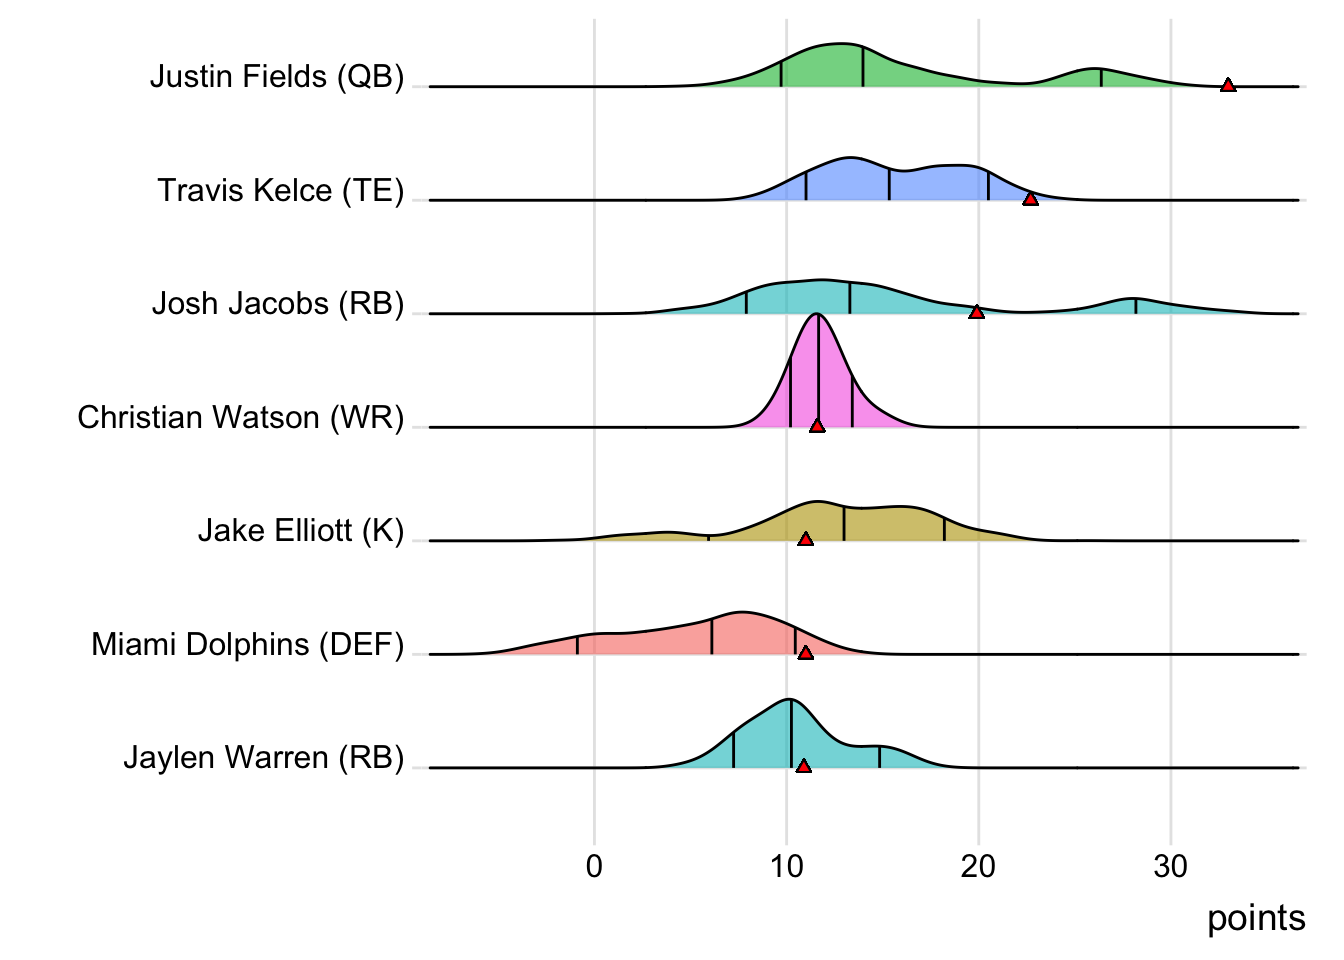 Justin Fields (QB)
Travis Kelce (TE)
Josh Jacobs (RB)
Christian Watson (WR)
Jake Elliott (K)
Miami Dolphins (DEF)
Jaylen Warren (RB)
0 10 20 30
points